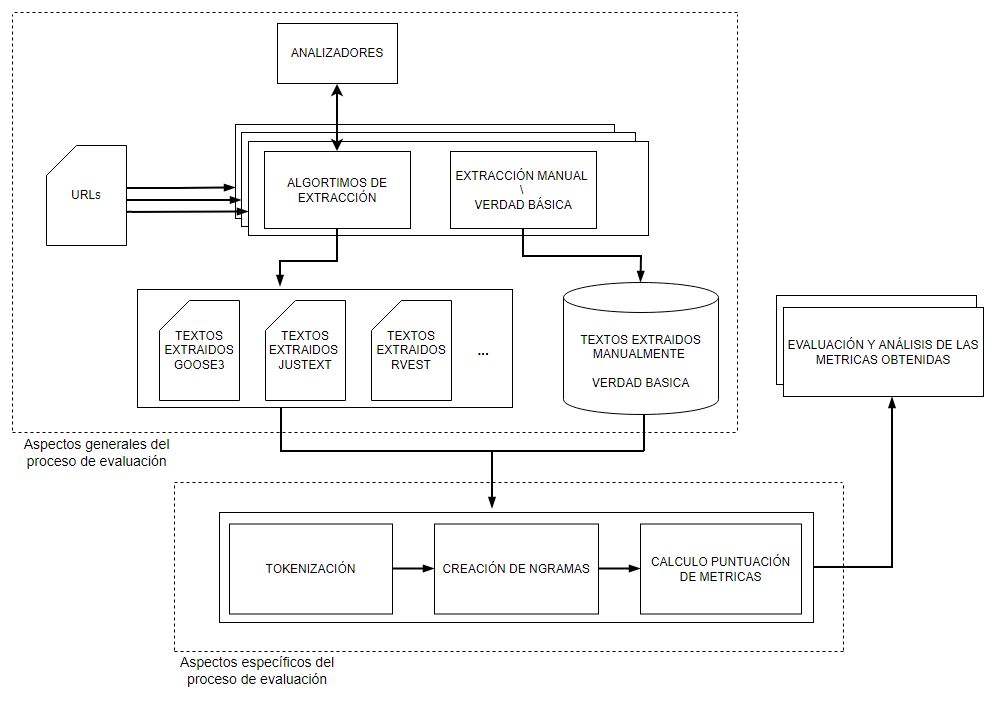 ANALIZADORES
URLs
ALGORTIMOS DE
EXTRACCIÓN
EXTRACCIÓN MANUAL
\
VERDAD BÁSICA
TEXTOS
EXTRAIDOS
GOOSE3
TEXTOS
EXTRAIDOS
JUSTEXT
TEXTOS
EXTRAIDOS
RVEST
...
TEXTOS EXTRAIDOS
MANUALMENTE
VERDAD BASICA
EVALUACIÓN Y ANÁLISIS DE LAS
METRICAS OBTENIDAS
Aspectos generales del
proceso de evaluación
TOKENIZACIÓN
CREACIÓN DE NGRAMAS
CALCULO PUNTUACIÓN
DE METRICAS
Aspectos específicos del
proceso de evaluación